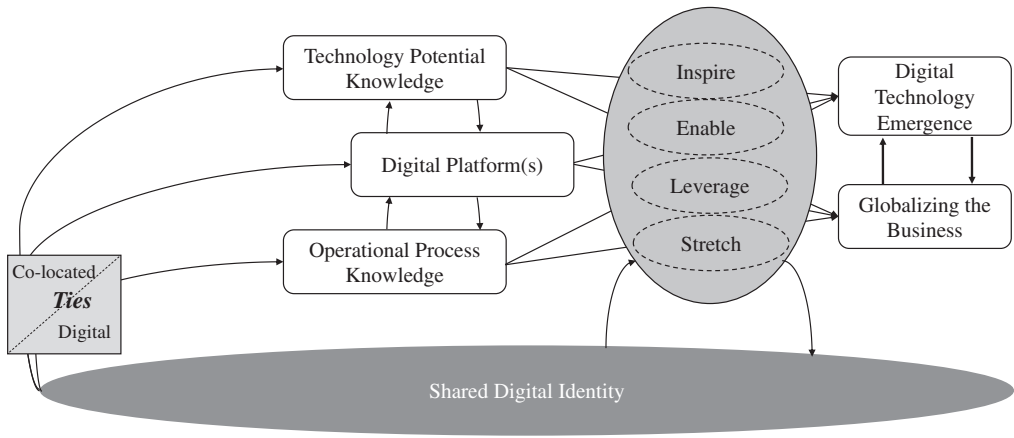 Technology Potential
Knowledge
Digital Platform(s)
Operational Process
Knowledge
Co-located
Ties
Digital
Inspire
Enable
Leverage
Stretch
Digital
Technology
Emergence
Globalizing the
Business
Shared Digital Identity